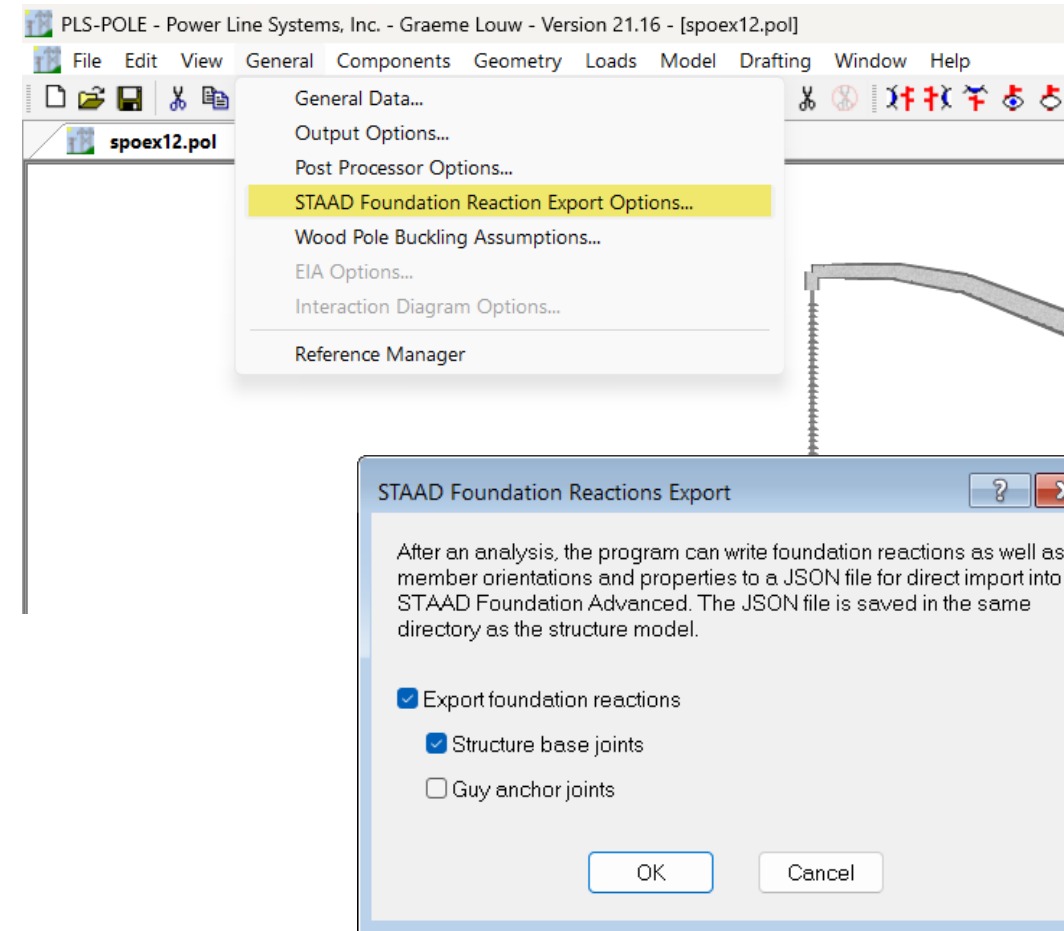 PLS-POLE - Power Line Systems, Inc. - Graeme Louw - Version 21.16 - [spoex12.pol]
File Edit View General Components Geometry Loads Model Drafting Window Help
spoex12.pol
General Data...
Output Options...
Post Processor Options...
STAAD Foundation Reaction Export Options...
Wood Pole Buckling Assumptions...
EIA Options...
Interaction Diagram Options...
Reference Manager
STAAD Foundation Reactions Export
After an analysis, the program can write foundation reactions as well as
member orientations and properties to a JSON file for direct import into
STAAD Foundation Advanced. The JSON file is saved in the same
directory as the structure model.
Export foundation reactions
Structure base joints
Guy anchor joints
OK Cancel